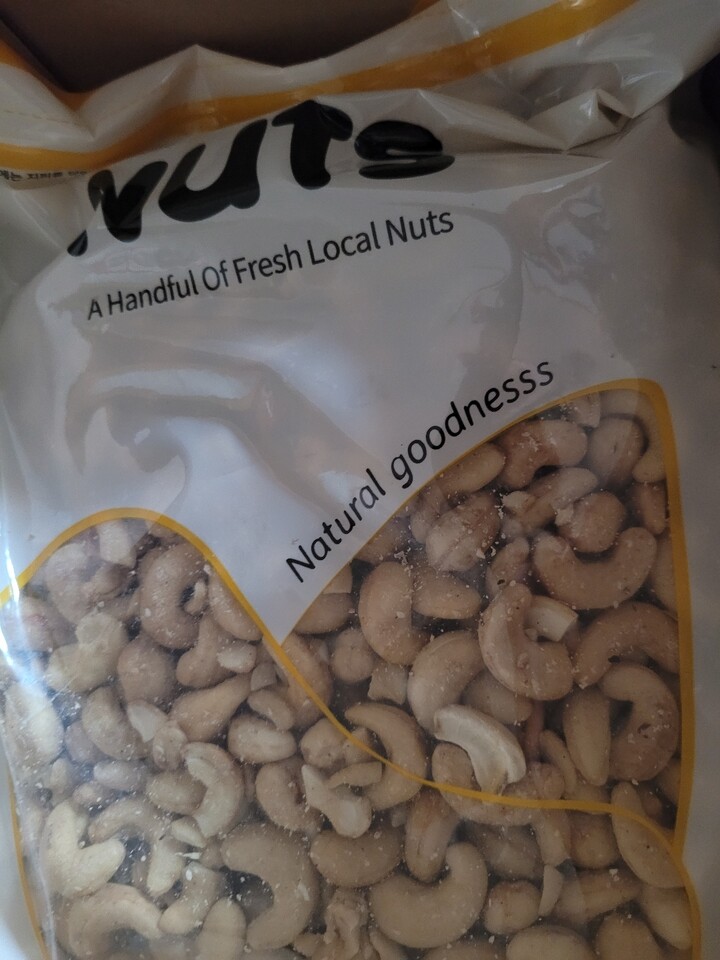 Nuts
A Handful Of Fresh Local Nuts
Natural goodnesss